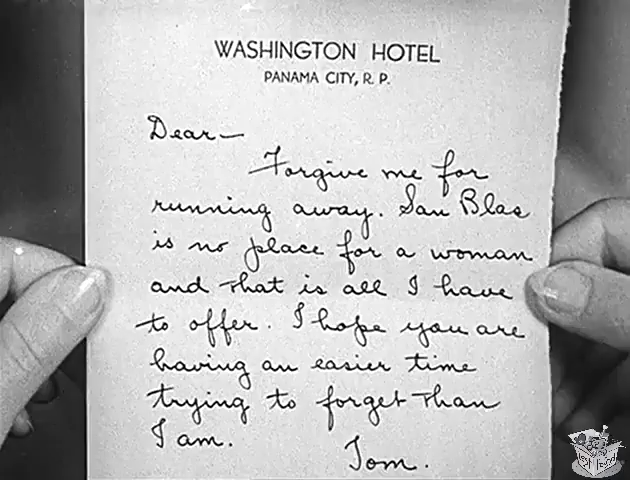 WASHINGTON HOTEL
PANAMA CITY, R. P.
Dear—
Forgive me for
running away. San Blas
is no place for a woman
and that is all I have
to offer. I hope you are
having an easier time
trying to forget than
I am.
Tom.